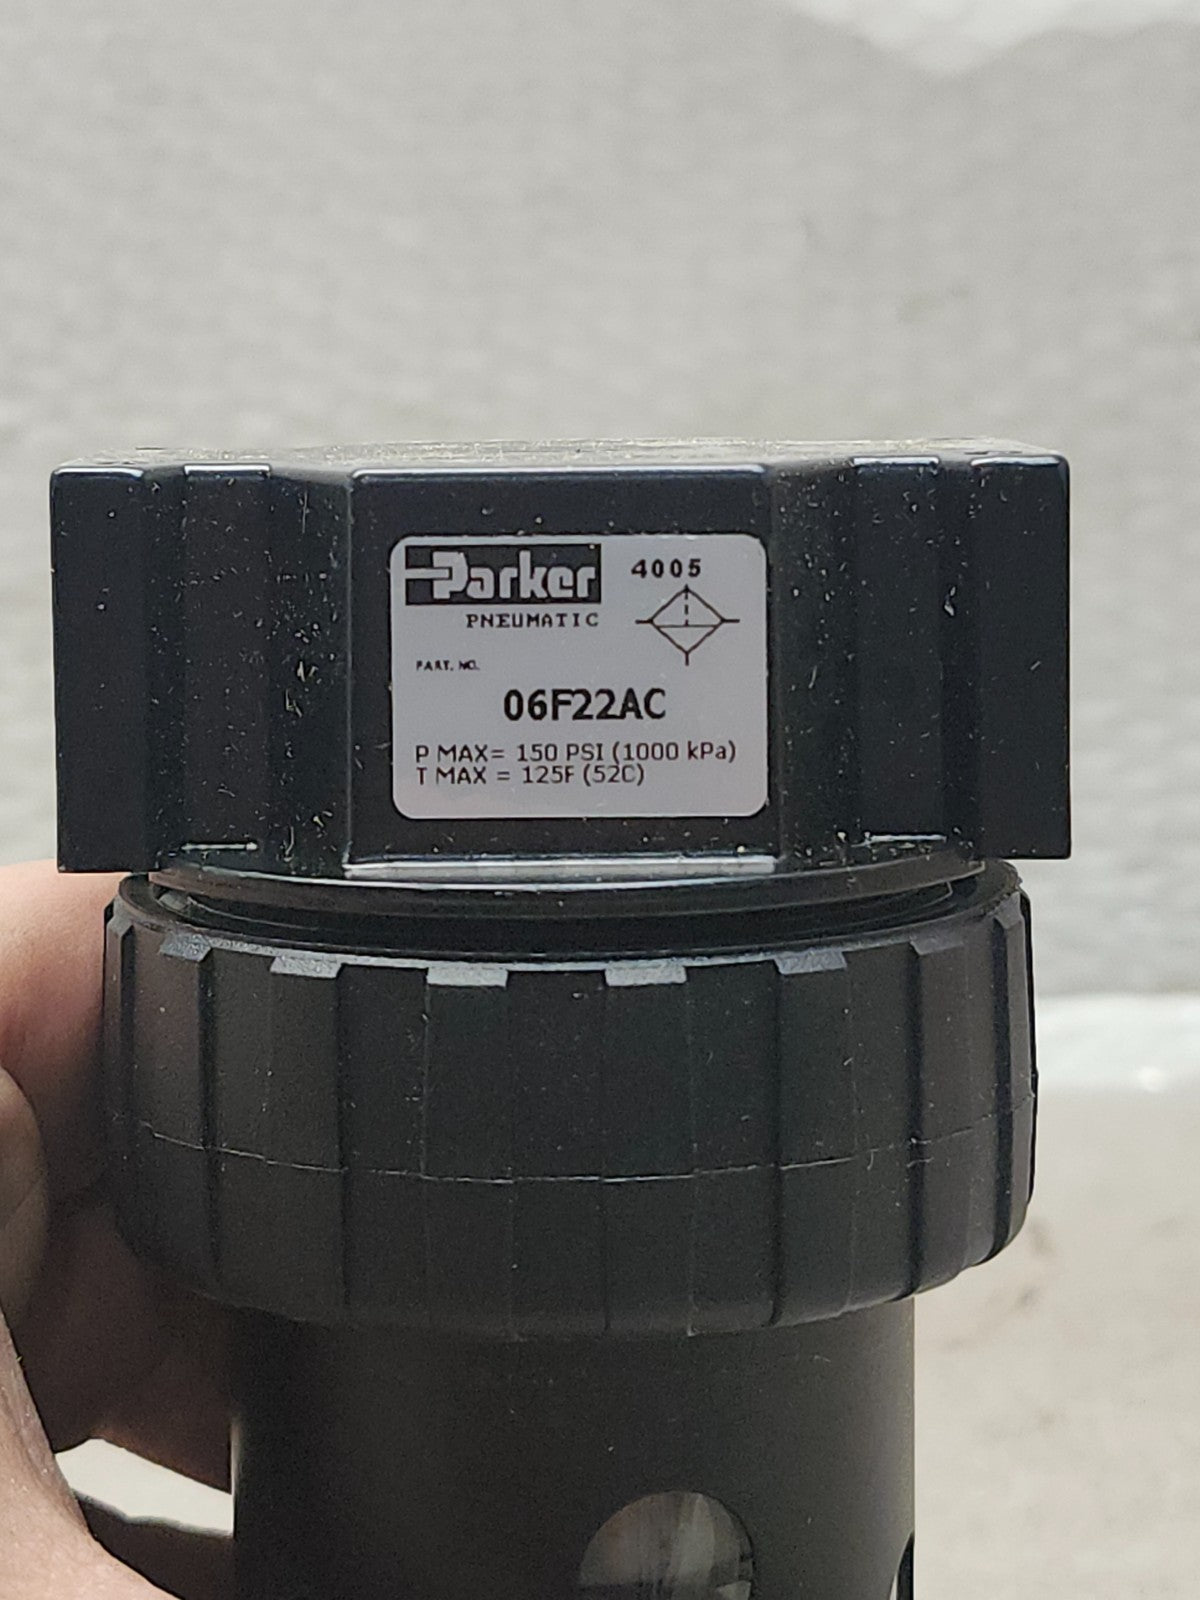 Parker 4005
PNEUMATIC
PART. NO.
06F22AC
P MAX= 150 PSI (1000 kPa)
T MAX = 125F (52C)